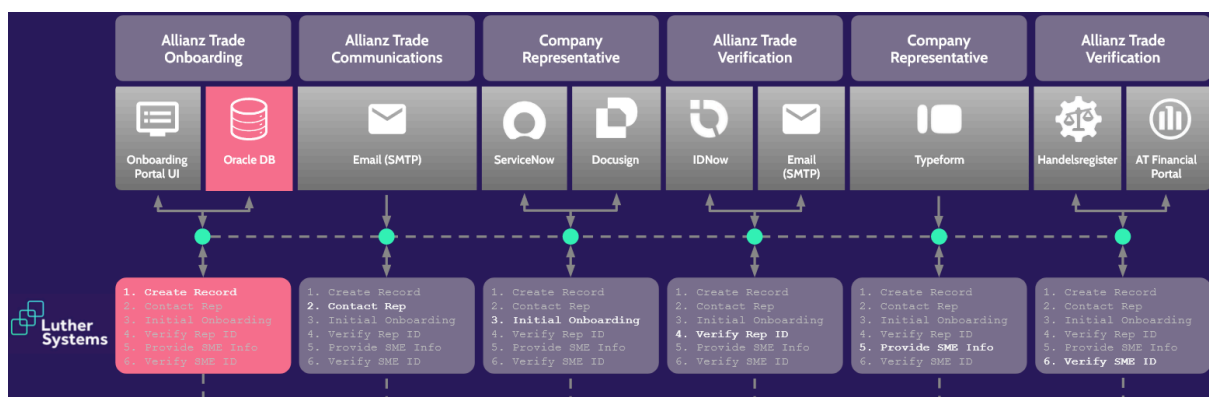 Allianz Trade
Onboarding
Allianz Trade
Communications
Company
Representative
Allianz Trade
Verification
Company
Representative
Allianz Trade
Verification
Onboarding
Portal UI
Oracle DB
Email (SMTP)
ServiceNow
Docusign
IDNow
Email
(SMTP)
Typeform
Handelsregister
AT Financial
Portal
Luther
Systems
1. Create Record
2. Contact Rep
3. Initial Onboarding
4. Verify Rep ID
5. Provide SME Info
6. Verify SME ID
1. Create Record
2. Contact Rep
3. Initial Onboarding
4. Verify Rep ID
5. Provide SME Info
6. Verify SME ID
1. Create Record
2. Contact Rep
3. Initial Onboarding
4. Verify Rep ID
5. Provide SME Info
6. Verify SME ID
1. Create Record
2. Contact Rep
3. Initial Onboarding
4. Verify Rep ID
5. Provide SME Info
6. Verify SME ID
1. Create Record
2. Contact Rep
3. Initial Onboarding
4. Verify Rep ID
5. Provide SME Info
6. Verify SME ID
1. Create Record
2. Contact Rep
3. Initial Onboarding
4. Verify Rep ID
5. Provide SME Info
6. Verify SME ID